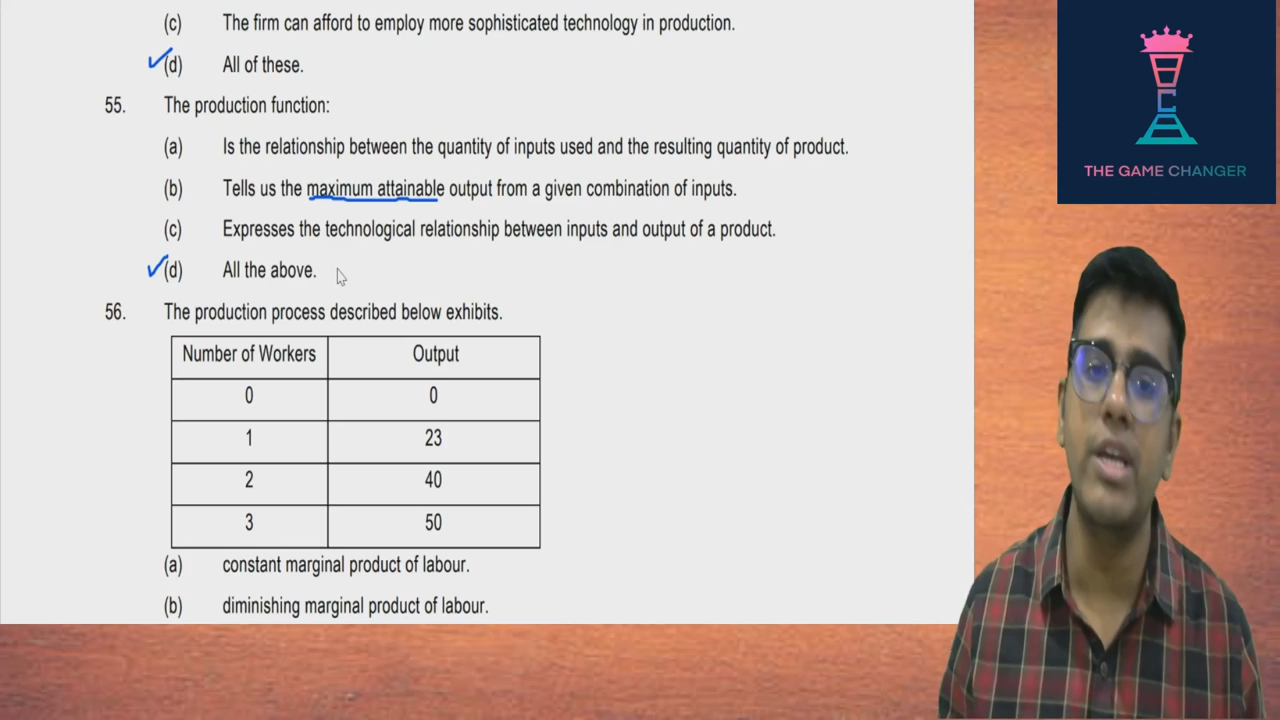 (c) The firm can afford to employ more sophisticated technology in production.
(d) All of these.
55. The production function:
(a) Is the relationship between the quantity of inputs used and the resulting quantity of product.
(b) Tells us the maximum attainable output from a given combination of inputs.
(c) Expresses the technological relationship between inputs and output of a product.
(d) All the above.
56. The production process described below exhibits.
Number of Workers Output
0 0
1 23
2 40
3 50
(a) constant marginal product of labour.
(b) diminishing marginal product of labour.
THE GAME CHANGER